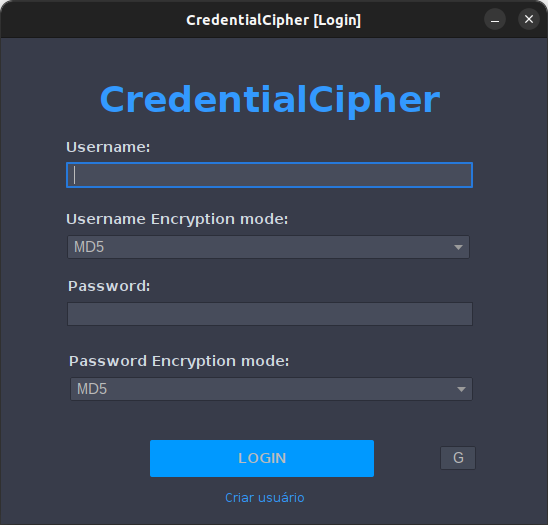 CredentialCipher [Login]
CredentialCipher
Username:
Username Encryption mode:
MD5
Password:
Password Encryption mode:
MD5
LOGIN
G
Criar usuário